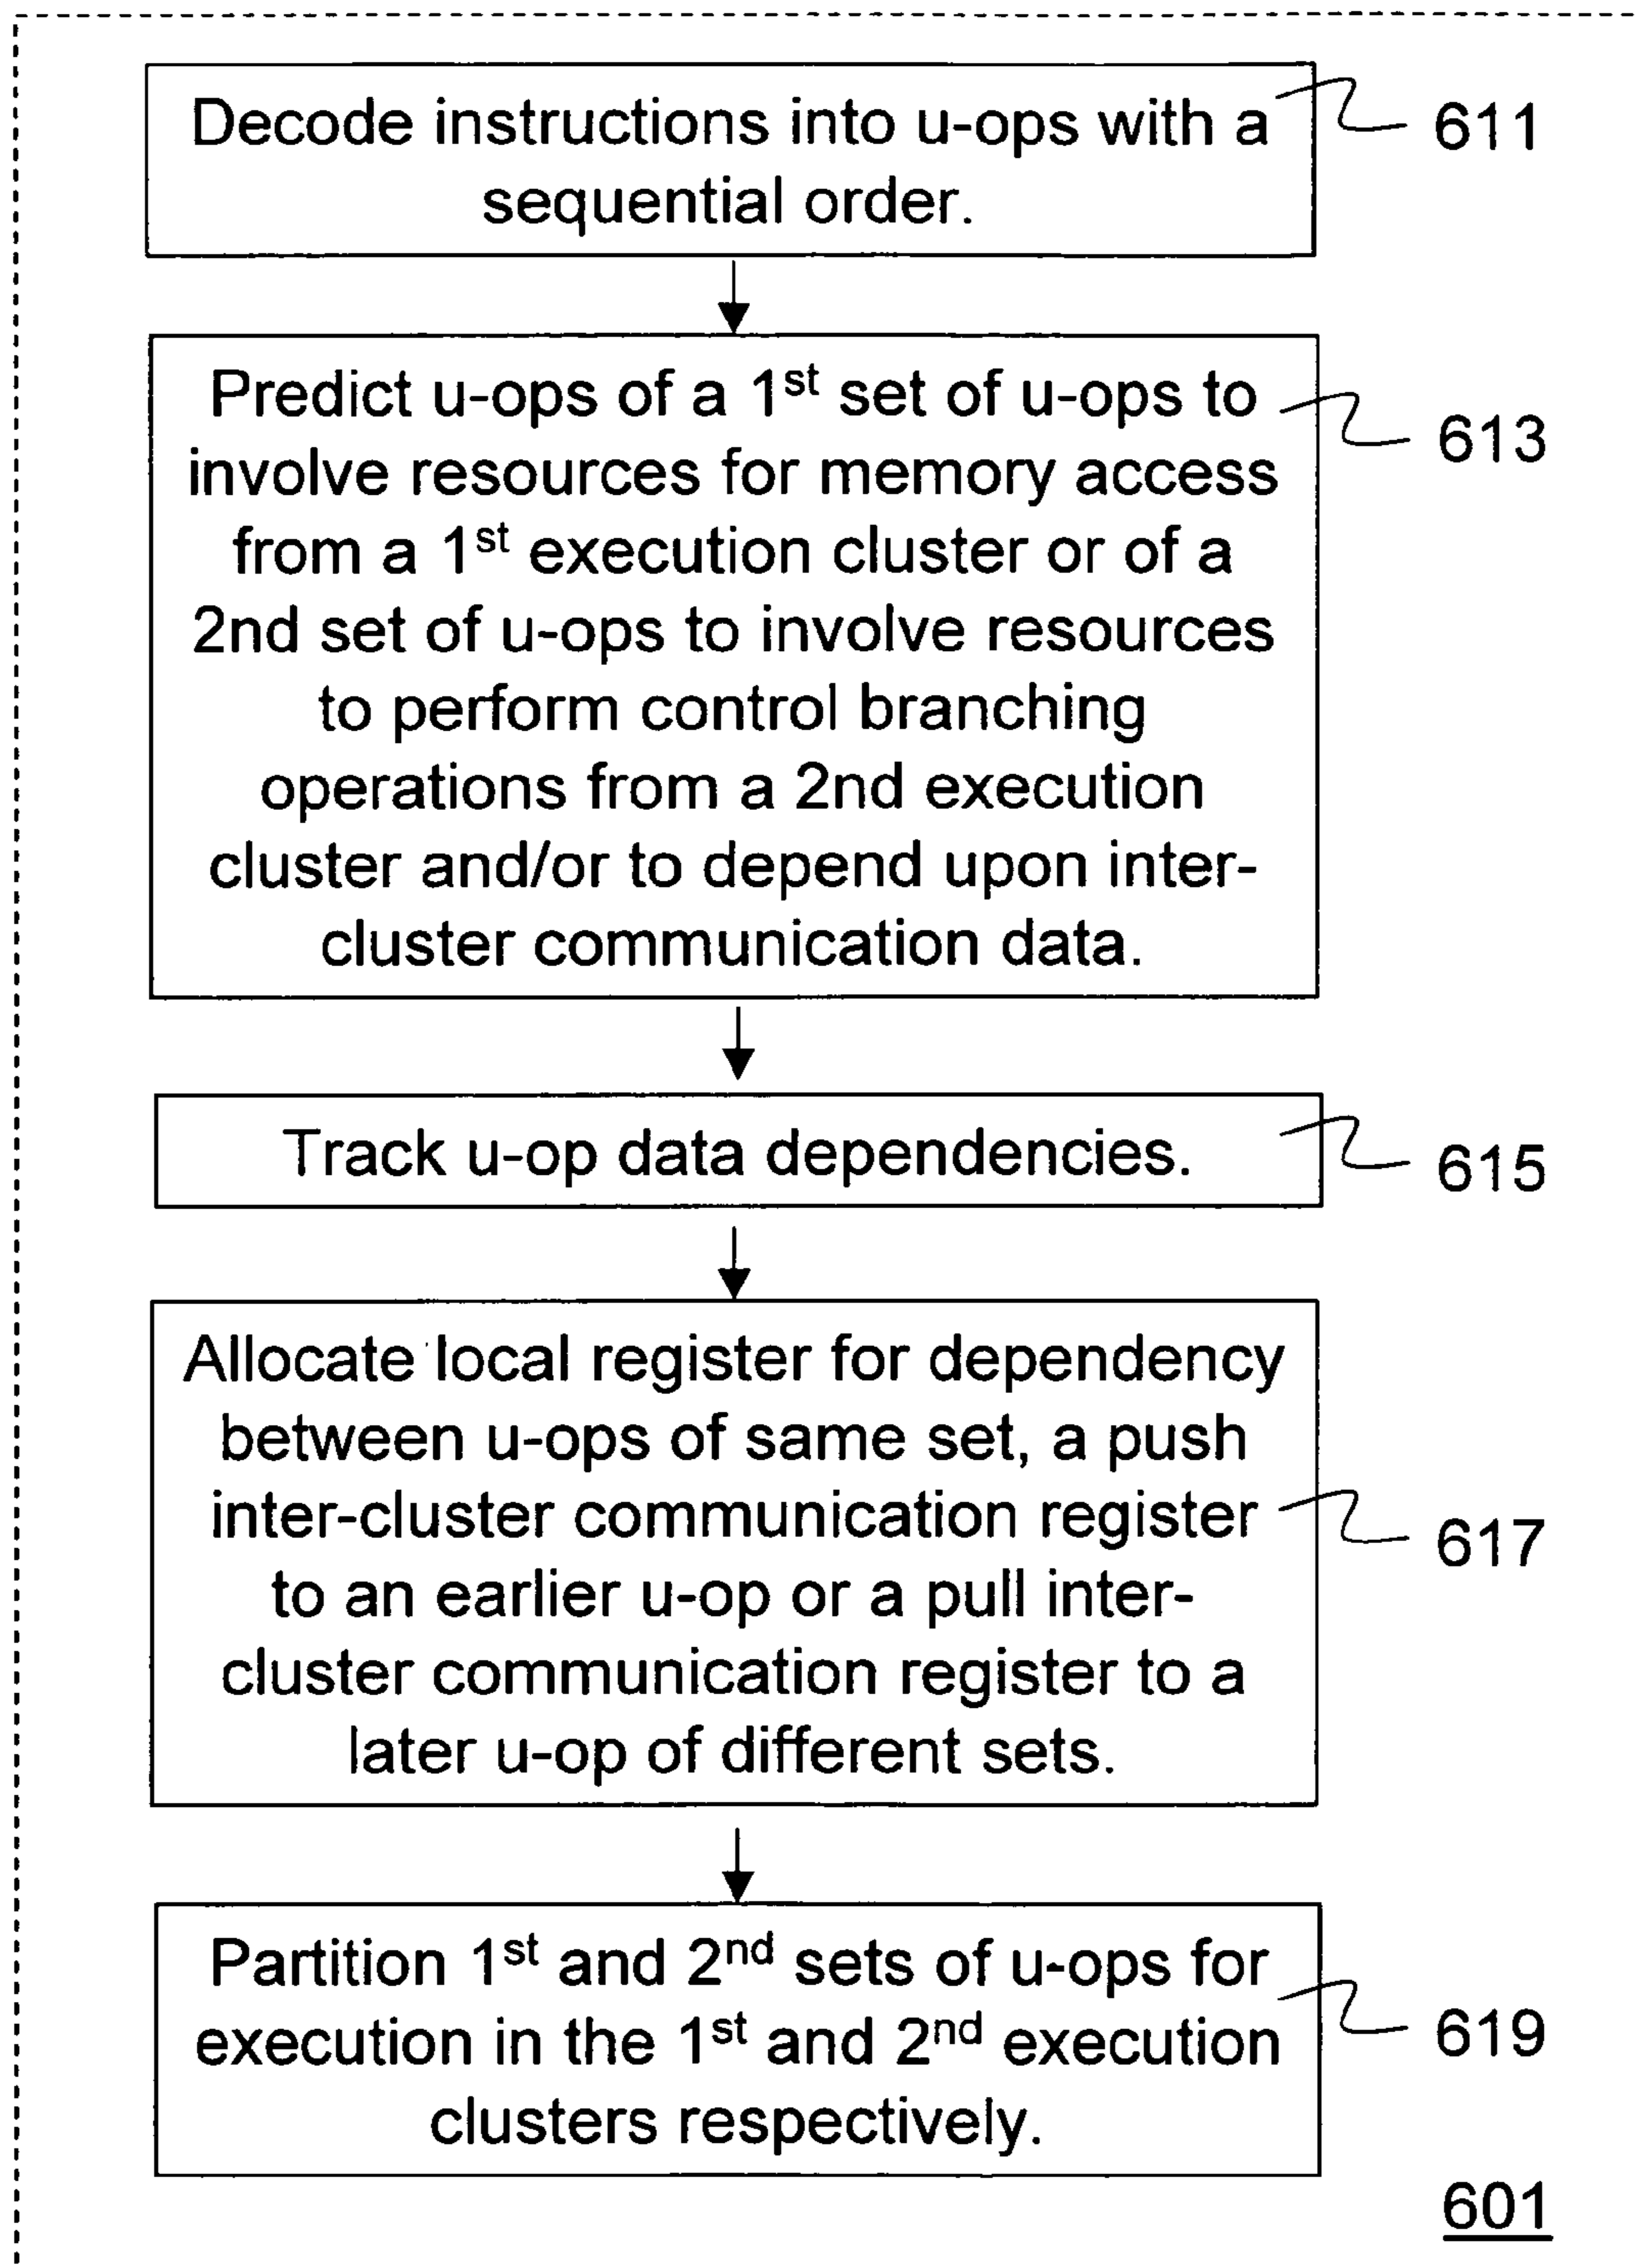 Decode instructions into u-ops with a
sequential order.
611
Predict u-ops of a 1st set of u-ops to
involve resources for memory access
from a 1st execution cluster or of a
2nd set of u-ops to involve resources
to perform control branching
operations from a 2nd execution
cluster and/or to depend upon inter-
cluster communication data.
613
Track u-op data dependencies.
615
Allocate local register for dependency
between u-ops of same set, a push
inter-cluster communication register
to an earlier u-op or a pull inter-
cluster communication register to a
later u-op of different sets.
617
Partition 1st and 2nd sets of u-ops for
execution in the 1st and 2nd execution
clusters respectively.
619
601